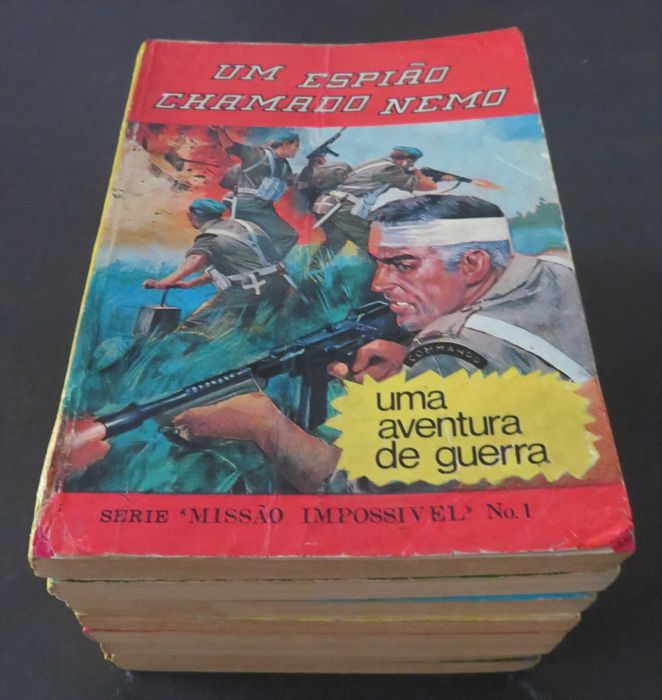 UM ESPIÃO
CHAMADO NEMO
COMMANDO
uma
aventura
de guerra
SERIE "MISSÃO IMPOSSIVEL" No. 1